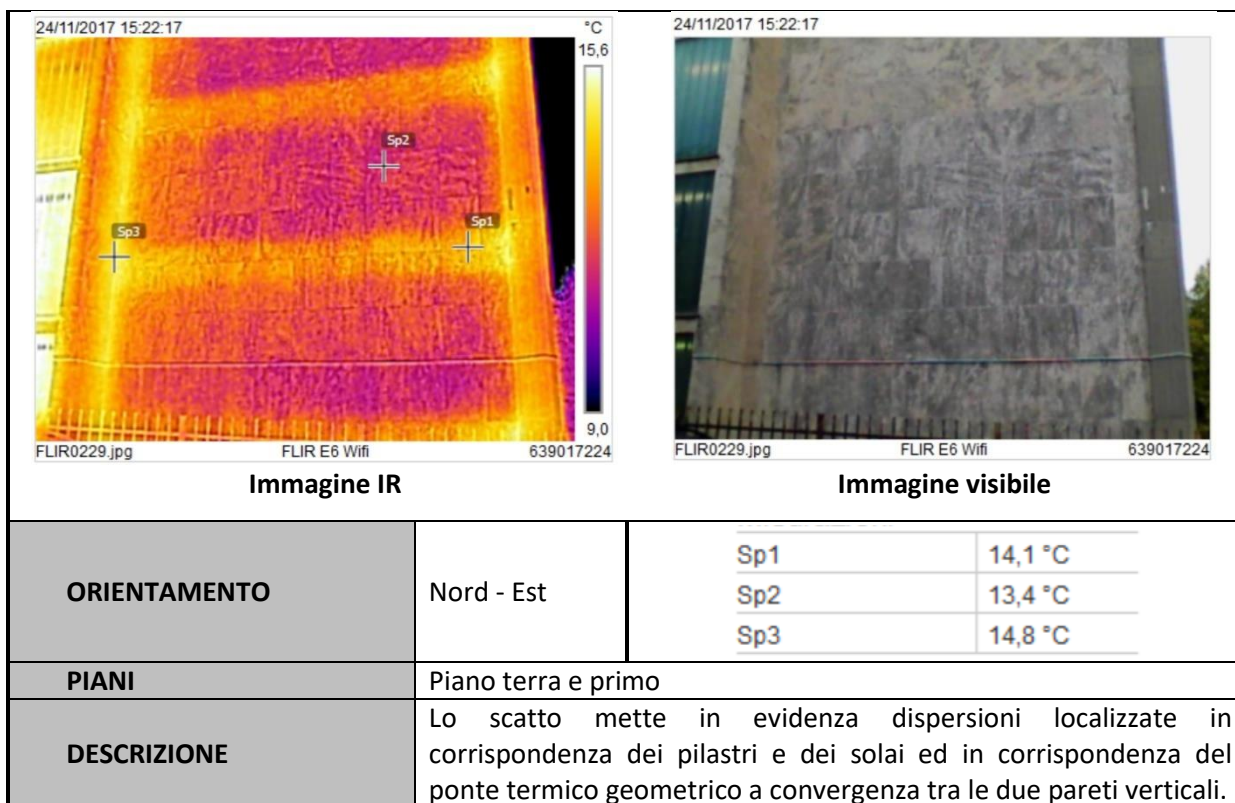 24/11/2017 15:22:17
°C
15,6
Sp2
Sp1
Sp3
9,0
FLIR0229.jpg FLIR E6 Wifi 639017224
24/11/2017 15:22:17
FLIR0229.jpg FLIR E6 Wifi 639017224
Immagine IR
Immagine visibile
ORIENTAMENTO
Nord - Est
Sp1 14,1 °C
Sp2 13,4 °C
Sp3 14,8 °C
PIANI
Piano terra e primo
DESCRIZIONE
Lo scatto mette in evidenza dispersioni localizzate in
corrispondenza dei pilastri e dei solai ed in corrispondenza del
ponte termico geometrico a convergenza tra le due pareti verticali.